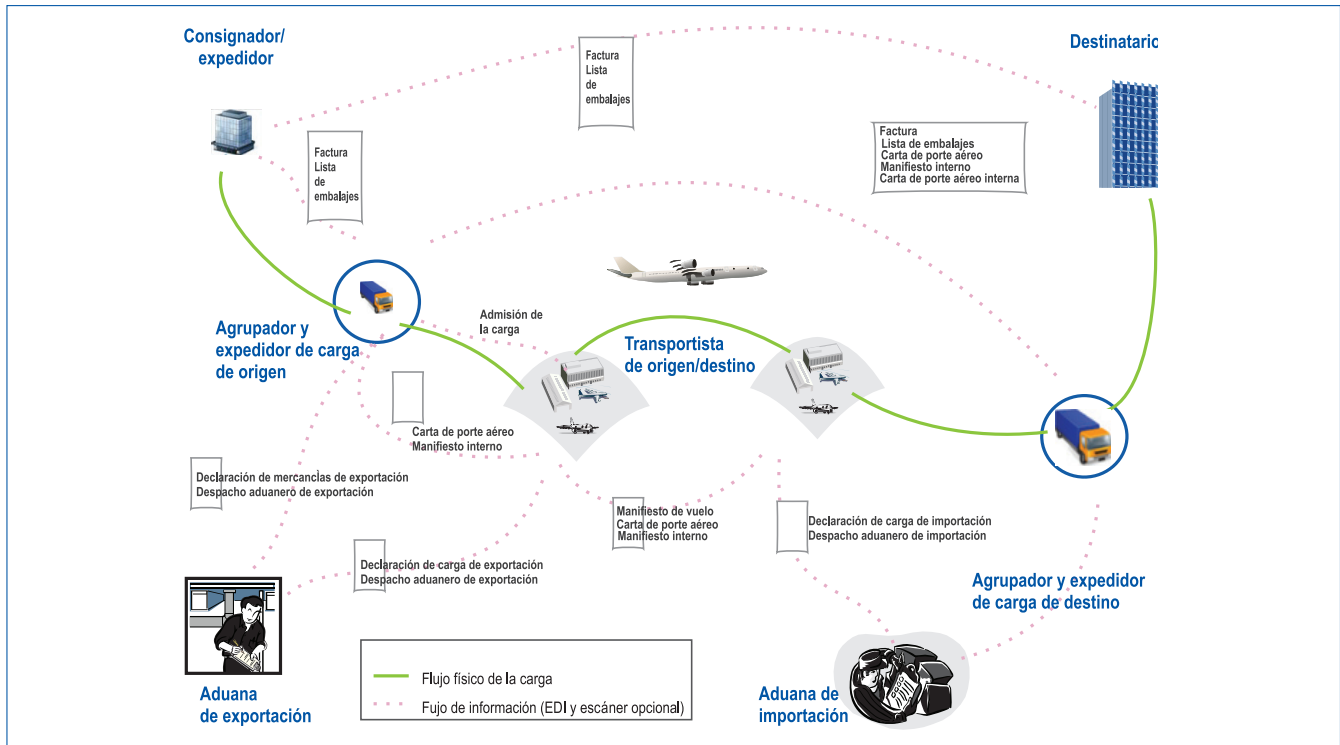 Consignador/
expedidor
Factura
Lista
de
embalajes
Destinatario
Factura
Lista de embalajes
Carta de porte aéreo
Manifiesto interno
Carta de porte aéreo interna
Factura
Lista
de
embalajes
Admisión de
la carga
Agrupador y
expedidor de carga
de origen
Transportista
de origen/destino
Carta de porte aéreo
Manifiesto interno
Declaración de mercancías de exportación
Despacho aduanero de exportación
Manifiesto de vuelo
Carta de porte aéreo
Manifiesto interno
Declaración de carga de importación
Despacho aduanero de importación
Declaración de carga de exportación
Despacho aduanero de exportación
Agrupador y expedidor
de carga de destino
Flujo físico de la carga
Fujo de información (EDI y escáner opcional)
Aduana
de exportación
Aduana de
importación